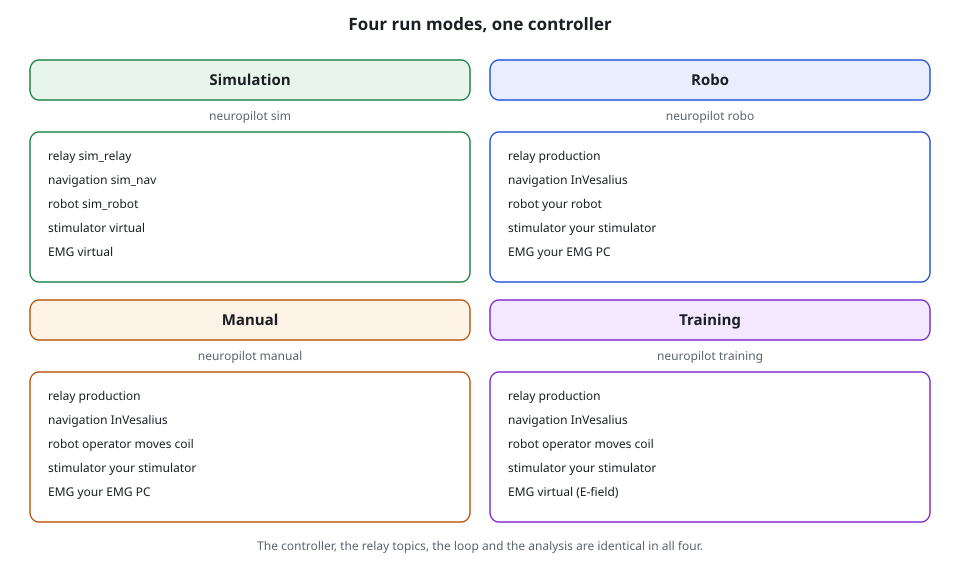 Four run modes, one controller
Simulation
neuropilot sim
relay sim_relay
navigation sim_nav
robot sim_robot
stimulator virtual
EMG virtual
Robo
neuropilot robo
relay production
navigation InVesalius
robot your robot
stimulator your stimulator
EMG your EMG PC
Manual
neuropilot manual
relay production
navigation InVesalius
robot operator moves coil
stimulator your stimulator
EMG your EMG PC
Training
neuropilot training
relay production
navigation InVesalius
robot operator moves coil
stimulator your stimulator
EMG virtual (E-field)
The controller, the relay topics, the loop and the analysis are identical in all four.